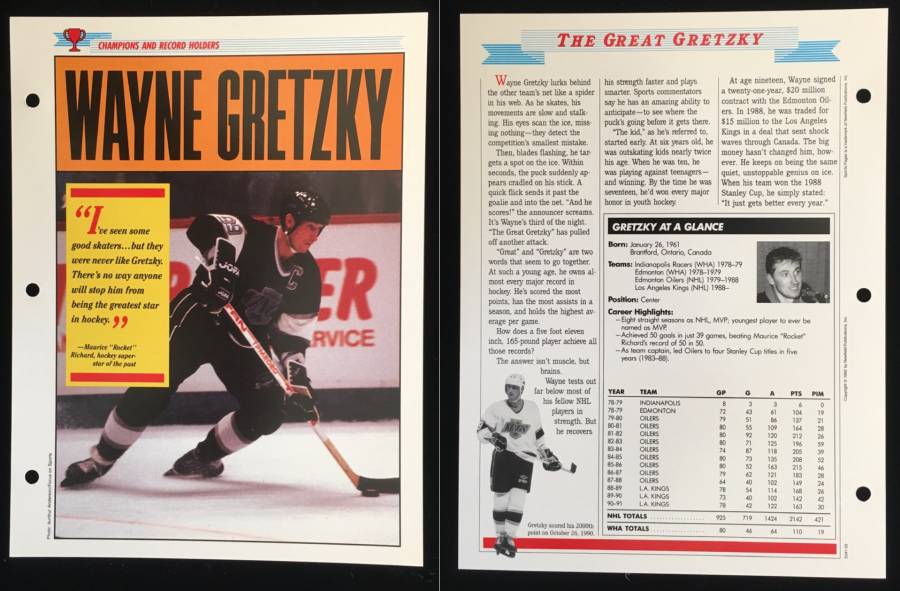 CHAMPIONS AND RECORD HOLDERS
WAYNE GRETZKY
“I’ve seen some
good skaters...but they
were never like Gretzky.
There’s no way anyone
will stop him from
being the greatest star
in hockey.”
—Maurice “Rocket”
Richard, hockey super-
star of the past
THE GREAT GRETZKY
Wayne Gretzky lurks behind
the other team’s net like a spider
in his web. As he skates, his
movements are slow and stalk-
ing. His eyes scan the ice, miss-
ing nothing—they detect the
competition’s smallest mistake.
Then, blades flashing, he tar-
gets a spot on the ice. Within
seconds, the puck suddenly ap-
pears cradled on his stick. A
quick flick sends it past the
goalie and into the net. “And he
scores!” the announcer screams.
It’s Wayne’s third of the night.
“The Great Gretzky” has pulled
off another attack.
“Great” and “Gretzky” are two
words that seem to go together.
At such a young age, he owns al-
most every major record in
hockey. He’s scored the most
points, has the most assists in a
season, and holds the highest av-
erage per game.
How does a five foot eleven
inch, 165-pound player achieve all
those records?
The answer isn’t muscle, but
brains.
Wayne tests out
far below most of
his fellow NHL
players in
strength. But
he recovers
his strength faster and plays
smarter. Sports commentators
say he has an amazing ability to
anticipate—to see where the
puck’s going before it gets there.
“The kid,” as he’s referred to,
started early. At six years old, he
was outskating kids nearly twice
his age. When he was ten, he
was playing against teenagers—
and winning. By the time he was
seventeen, he’d won every major
honor in youth hockey.
At age nineteen, Wayne signed
a twenty-one-year, $20 million
contract with the Edmonton Oil-
ers. In 1988, he was traded for
$15 million to the Los Angeles
Kings in a deal that sent shock
waves through Canada. The big
money hasn’t changed him, how-
ever. He keeps on being the same
quiet, unstoppable genius on ice.
When his team won the 1988
Stanley Cup, he simply stated:
“It just gets better every year.”
GRETZKY AT A GLANCE
Born: January 26, 1961
Brantford, Ontario, Canada
Teams: Indianapolis Racers (WHA) 1978–79
Edmonton (WHA) 1978–1979
Edmonton Oilers (NHL) 1979–1988
Los Angeles Kings (NHL) 1988–
Position: Center
Career Highlights:
—Eight straight seasons as NHL, MVP; youngest player to ever be
named as MVP.
—Achieved 50 goals in just 39 games, beating Maurice “Rocket”
Richard’s record of 50 in 50.
—As team captain, led Oilers to four Stanley Cup titles in five
years (1983–88).
YEAR TEAM GP G A PTS PIM
78-79 INDIANAPOLIS 8 3 3 6 0
78-79 EDMONTON 72 43 61 104 19
79-80 OILERS 79 51 86 137 21
80-81 OILERS 80 55 109 164 28
81-82 OILERS 80 92 120 212 26
82-83 OILERS 80 71 125 196 59
83-84 OILERS 74 87 118 205 39
84-85 OILERS 80 73 135 208 52
85-86 OILERS 80 52 163 215 46
86-87 OILERS 79 62 121 183 28
87-88 OILERS 64 40 102 149 24
88-89 L.A. KINGS 78 54 114 168 26
89-90 L.A. KINGS 73 40 102 142 42
90-91 L.A. KINGS 78 42 122 163 30
NHL TOTALS 925 719 1424 2142 421
WHA TOTALS 80 46 64 110 19
Gretzky scored his 2000th
point on October 26, 1990.